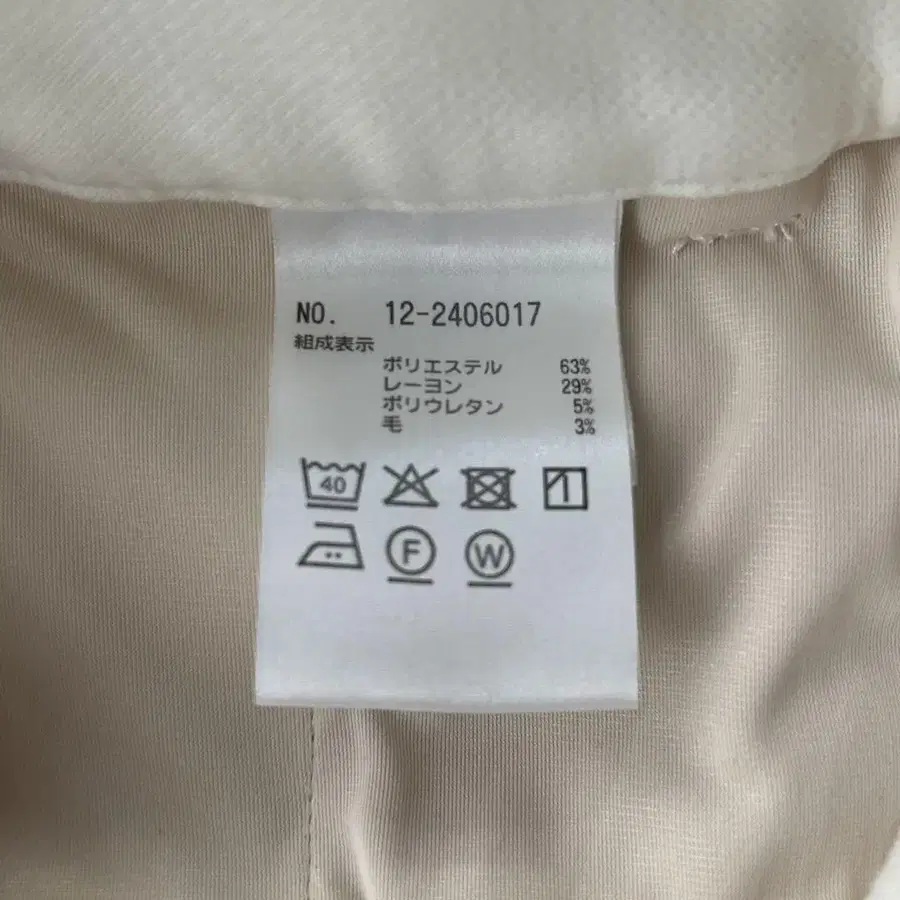 NO. 12-2406017
組成表示
ポリエステル 63%
レーヨン 29%
ポリウレタン 5%
毛 3%
40
F W